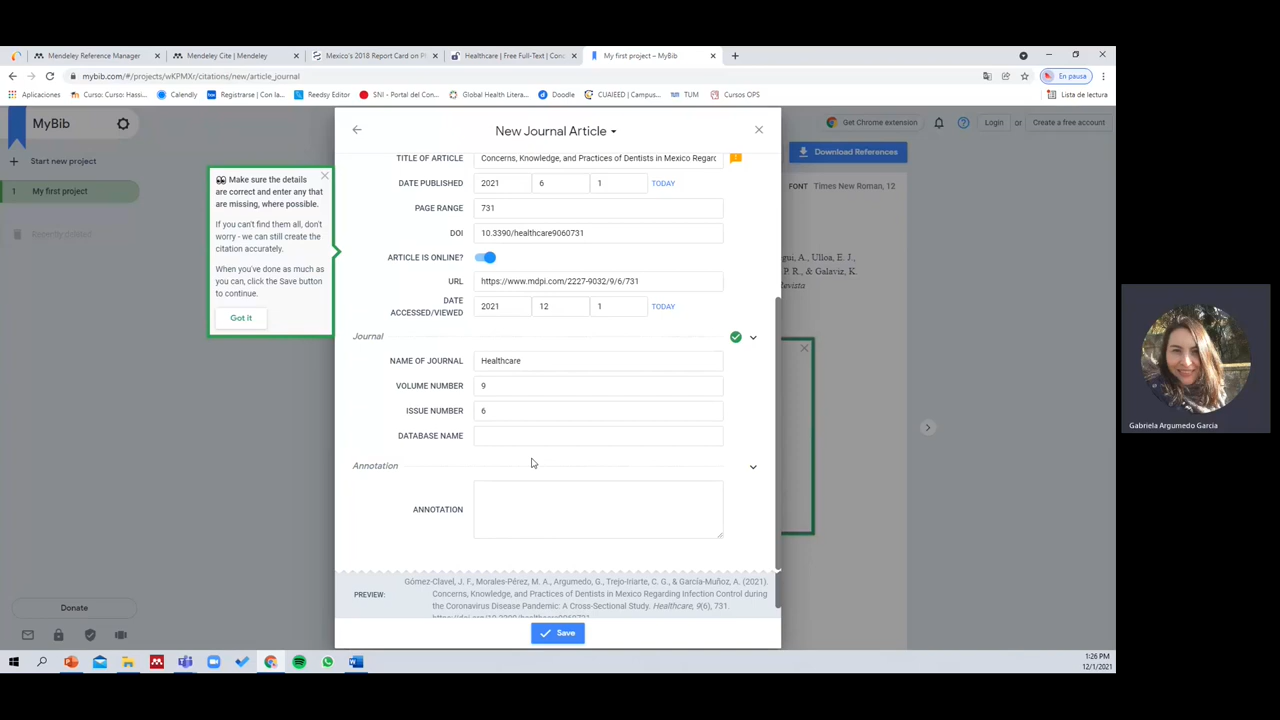 Mendeley Reference Manager
Mendeley Cite | Mendeley
Mexico's 2018 Report Card on P
Healthcare | Free Full-Text | Conc
My first project – MyBib
mybib.com/#/projects/wKPMXr/citations/new/article_journal
En pausa
Aplicaciones
Curso: Curso: Hassi...
Calendly
Registrarse | Con la...
Reedsy Editor
SNI - Portal del Con...
Global Health Litera...
Doodle
CUAIEED | Campus...
TUM
Cursos OPS
Lista de lectura
MyBib
Get Chrome extension
Login
or
Create a free account
Start new project
1 My first project
Recently deleted
Make sure the details
are correct and enter any that
are missing, where possible.
If you can't find them all, don't
worry - we can still create the
citation accurately.
When you've done as much as
you can, click the Save button
to continue.
Got it
Donate
New Journal Article
TITLE OF ARTICLE Concerns, Knowledge, and Practices of Dentists in Mexico Regarc
DATE PUBLISHED 2021 6 1 TODAY
PAGE RANGE 731
DOI 10.3390/healthcare9060731
ARTICLE IS ONLINE?
URL https://www.mdpi.com/2227-9032/9/6/731
DATE
ACCESSED/VIEWED 2021 12 1 TODAY
Journal
NAME OF JOURNAL Healthcare
VOLUME NUMBER 9
ISSUE NUMBER 6
DATABASE NAME
Annotation
ANNOTATION
PREVIEW:
Gómez-Clavel, J. F., Morales-Pérez, M. A., Argumedo, G., Trejo-Iriarte, C. G., & García-Muñoz, A. (2021).
Concerns, Knowledge, and Practices of Dentists in Mexico Regarding Infection Control during
the Coronavirus Disease Pandemic: A Cross-Sectional Study. Healthcare, 9(6), 731.
https://doi.org/10.3390/healthcare9060731
Save
Download References
FONT Times New Roman, 12
gui, A., Ulloa, E. J.,
P. R., & Galaviz, K.
Revista
Gabriela Argumedo Garcia
1:26 PM
12/1/2021